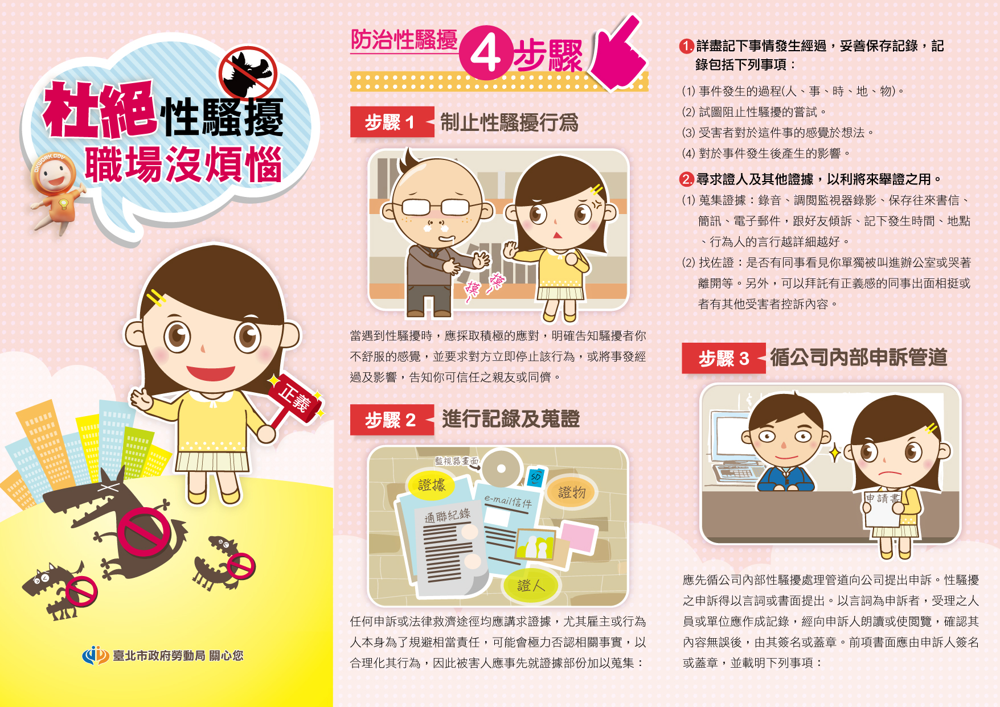 杜絕性騷擾
職場沒煩惱
OKWORK.GOV
正義
臺北市政府勞動局 關心您
防治性騷擾4步驟
步驟 1 制止性騷擾行為
摸~
摸~
當遇到性騷擾時，應採取積極的應對，明確告知騷擾者你
不舒服的感覺，並要求對方立即停止該行為，或將事發經
過及影響，告知你可信任之親友或同儕。
步驟 2 進行記錄及蒐證
監視器畫面
SD
證據
證物
e-mail信件
通聯紀錄
證人
任何申訴或法律救濟途徑均應講求證據，尤其雇主或行為
人本身為了規避相當責任，可能會極力否認相關事實，以
合理化其行為，因此被害人應事先就證據部份加以蒐集：
1. 詳盡記下事情發生經過，妥善保存記錄，記
錄包括下列事項：
(1) 事件發生的過程(人、事、時、地、物)。
(2) 試圖阻止性騷擾的嘗試。
(3) 受害者對於這件事的感覺於想法。
(4) 對於事件發生後產生的影響。
2. 尋求證人及其他證據，以利將來舉證之用。
(1) 蒐集證據：錄音、調閱監視器錄影、保存往來書信、
簡訊、電子郵件，跟好友傾訴、記下發生時間、地點
、行為人的言行越詳細越好。
(2) 找佐證：是否有同事看見你單獨被叫進辦公室或哭著
離開等。另外，可以拜託有正義感的同事出面相挺或
者有其他受害者控訴內容。
步驟 3 循公司內部申訴管道
申請書
應先循公司內部性騷擾處理管道向公司提出申訴。性騷擾
之申訴得以言詞或書面提出。以言詞為申訴者，受理之人
員或單位應作成記錄，經向申訴人朗讀或使閱覽，確認其
內容無誤後，由其簽名或蓋章。前項書面應由申訴人簽名
或蓋章，並載明下列事項：